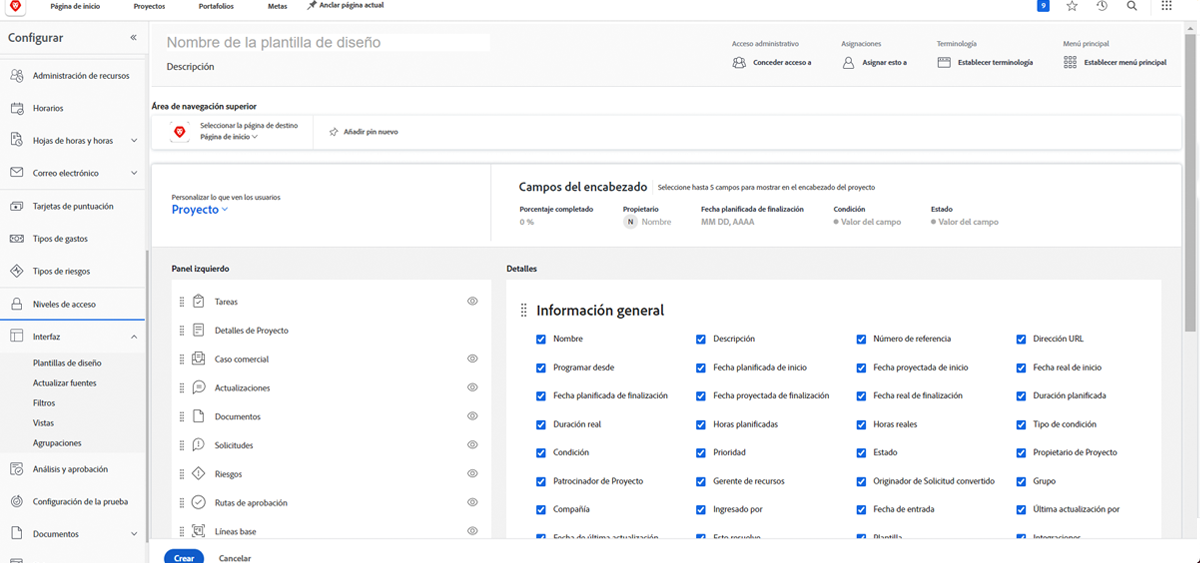 Página de inicio
Proyectos
Portafolios
Metas
Anclar página actual
9
Configurar
«
Administración de recursos
Horarios
Hojas de horas y horas
Correo electrónico
Tarjetas de puntuación
Tipos de gastos
Tipos de riesgos
Niveles de acceso
Interfaz
Plantillas de diseño
Actualizar fuentes
Filtros
Vistas
Agrupaciones
Análisis y aprobación
Configuración de la prueba
Documentos
Nombre de la plantilla de diseño
Descripción
Acceso administrativo
Conceder acceso a
Asignaciones
Asignar esto a
Terminología
Establecer terminología
Menú principal
Establecer menú principal
Área de navegación superior
Seleccionar la página de destino
Página de inicio
Añadir pin nuevo
Personalizar lo que ven los usuarios
Proyecto
Campos del encabezado
Seleccione hasta 5 campos para mostrar en el encabezado del proyecto
Porcentaje completado
0 %
Propietario
N Nombre
Fecha planificada de finalización
MM DD, AAAA
Condición
Valor del campo
Estado
Valor del campo
Panel izquierdo
Tareas
Detalles de Proyecto
Caso comercial
Actualizaciones
Documentos
Solicitudes
Riesgos
Rutas de aprobación
Líneas base
Detalles
Información general
Nombre Descripción Número de referencia Dirección URL
Programar desde Fecha planificada de inicio Fecha proyectada de inicio Fecha real de inicio
Fecha planificada de finalización Fecha proyectada de finalización Fecha real de finalización Duración planificada
Duración real Horas planificadas Horas reales Tipo de condición
Condición Prioridad Estado Propietario de Proyecto
Patrocinador de Proyecto Gerente de recursos Originador de Solicitud convertido Grupo
Compañía Ingresado por Fecha de entrada Última actualización por
Fecha de última actualización Esto resuelve Plantilla Integraciones
Crear
Cancelar